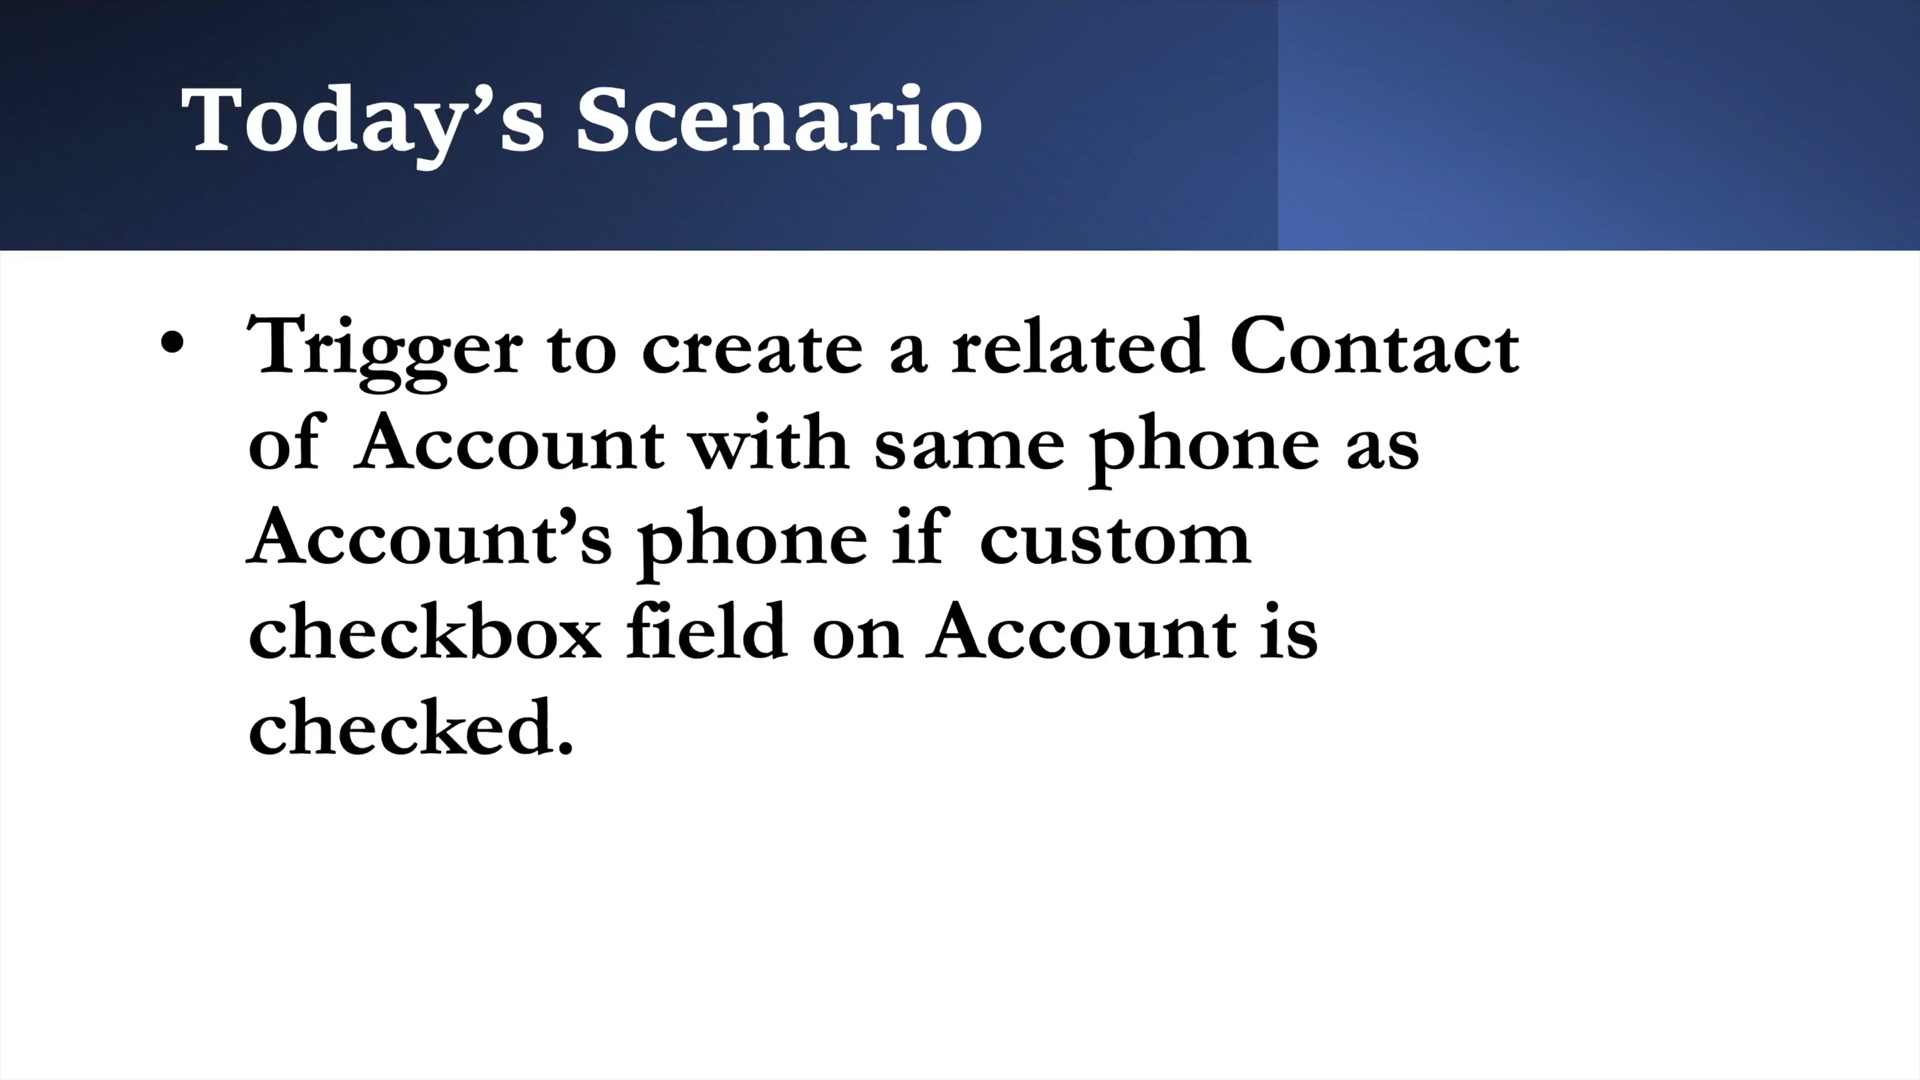 Today’s Scenario
• Trigger to create a related Contact
of Account with same phone as
Account’s phone if custom
checkbox field on Account is
checked.